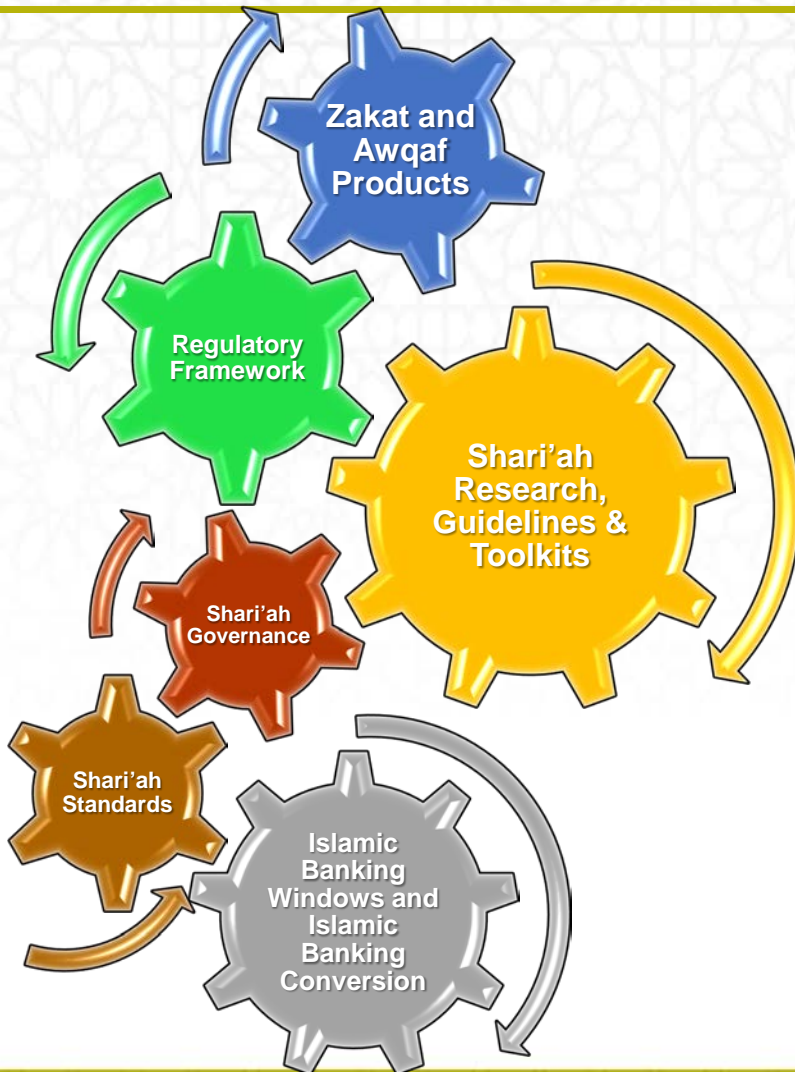 Zakat and
Awqaf
Products
Regulatory
Framework
Shari’ah
Research,
Guidelines &
Toolkits
Shari’ah
Governance
Shari’ah
Standards
Islamic
Banking
Windows and
Islamic
Banking
Conversion